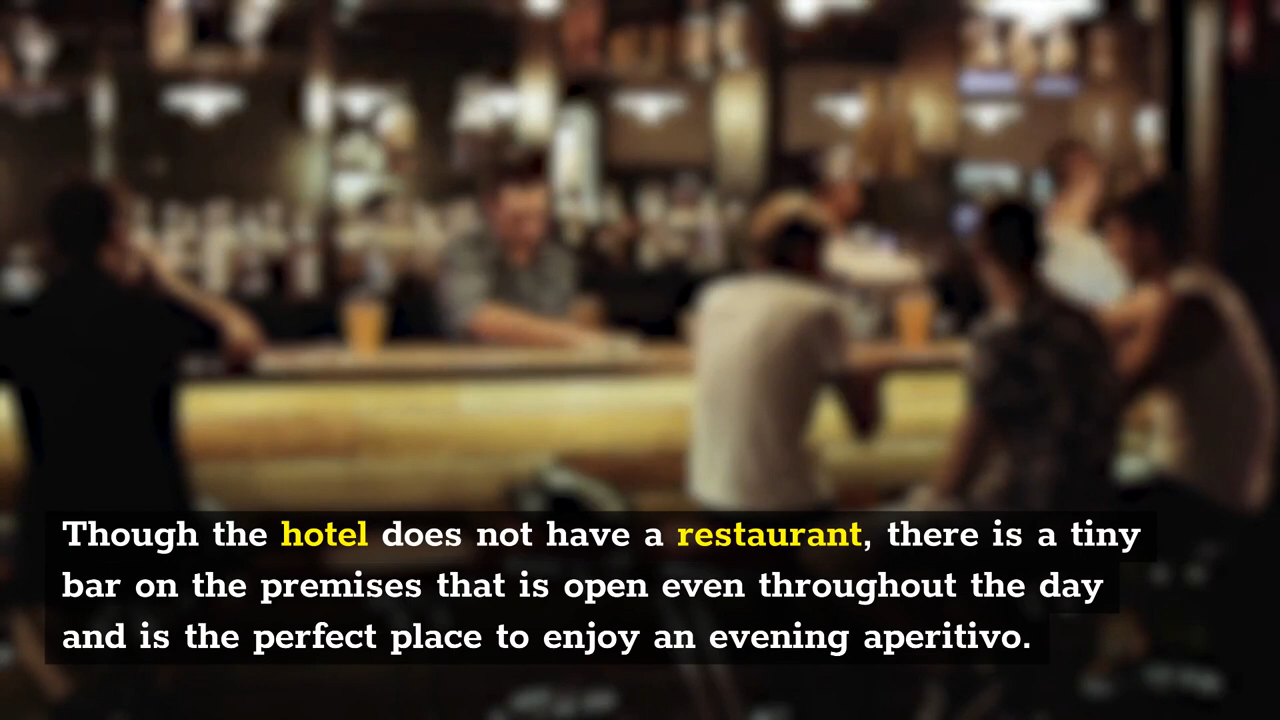 Though the hotel does not have a restaurant, there is a tiny
bar on the premises that is open even throughout the day
and is the perfect place to enjoy an evening aperitivo.